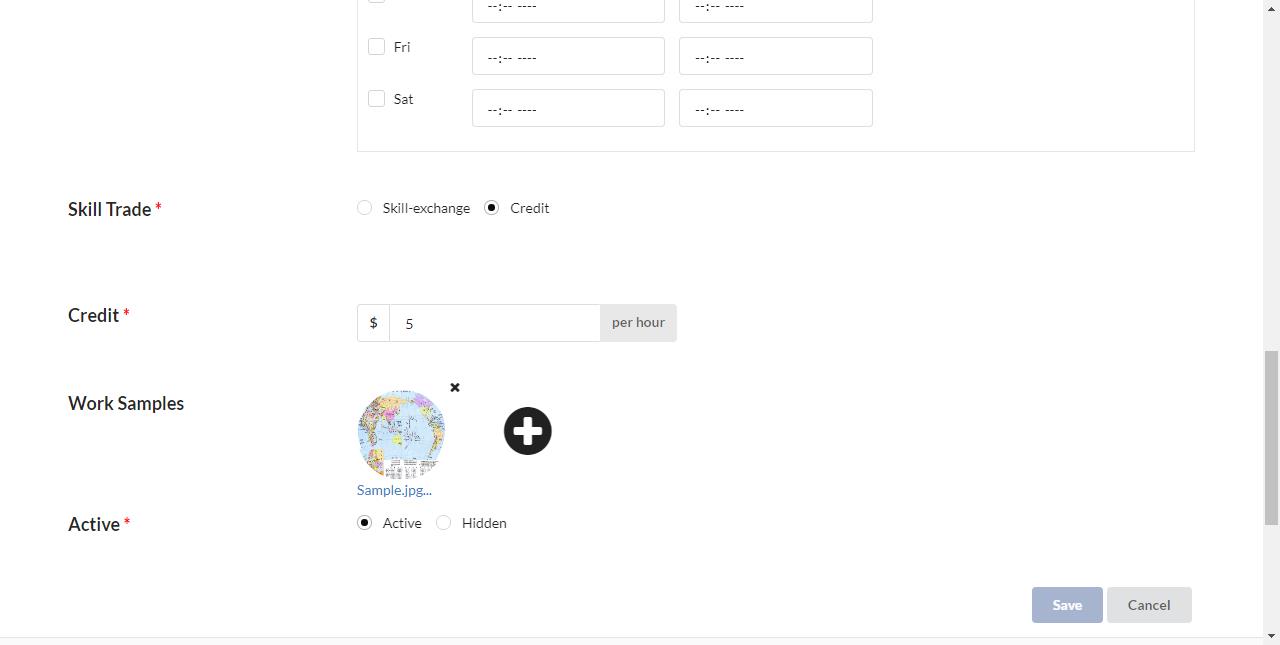 --:-- ----
--:-- ----
Fri
--:-- ----
--:-- ----
Sat
--:-- ----
--:-- ----
Skill Trade *
Skill-exchange
Credit
Credit *
$
5
per hour
Work Samples
Sample.jpg...
Active *
Active
Hidden
Save
Cancel